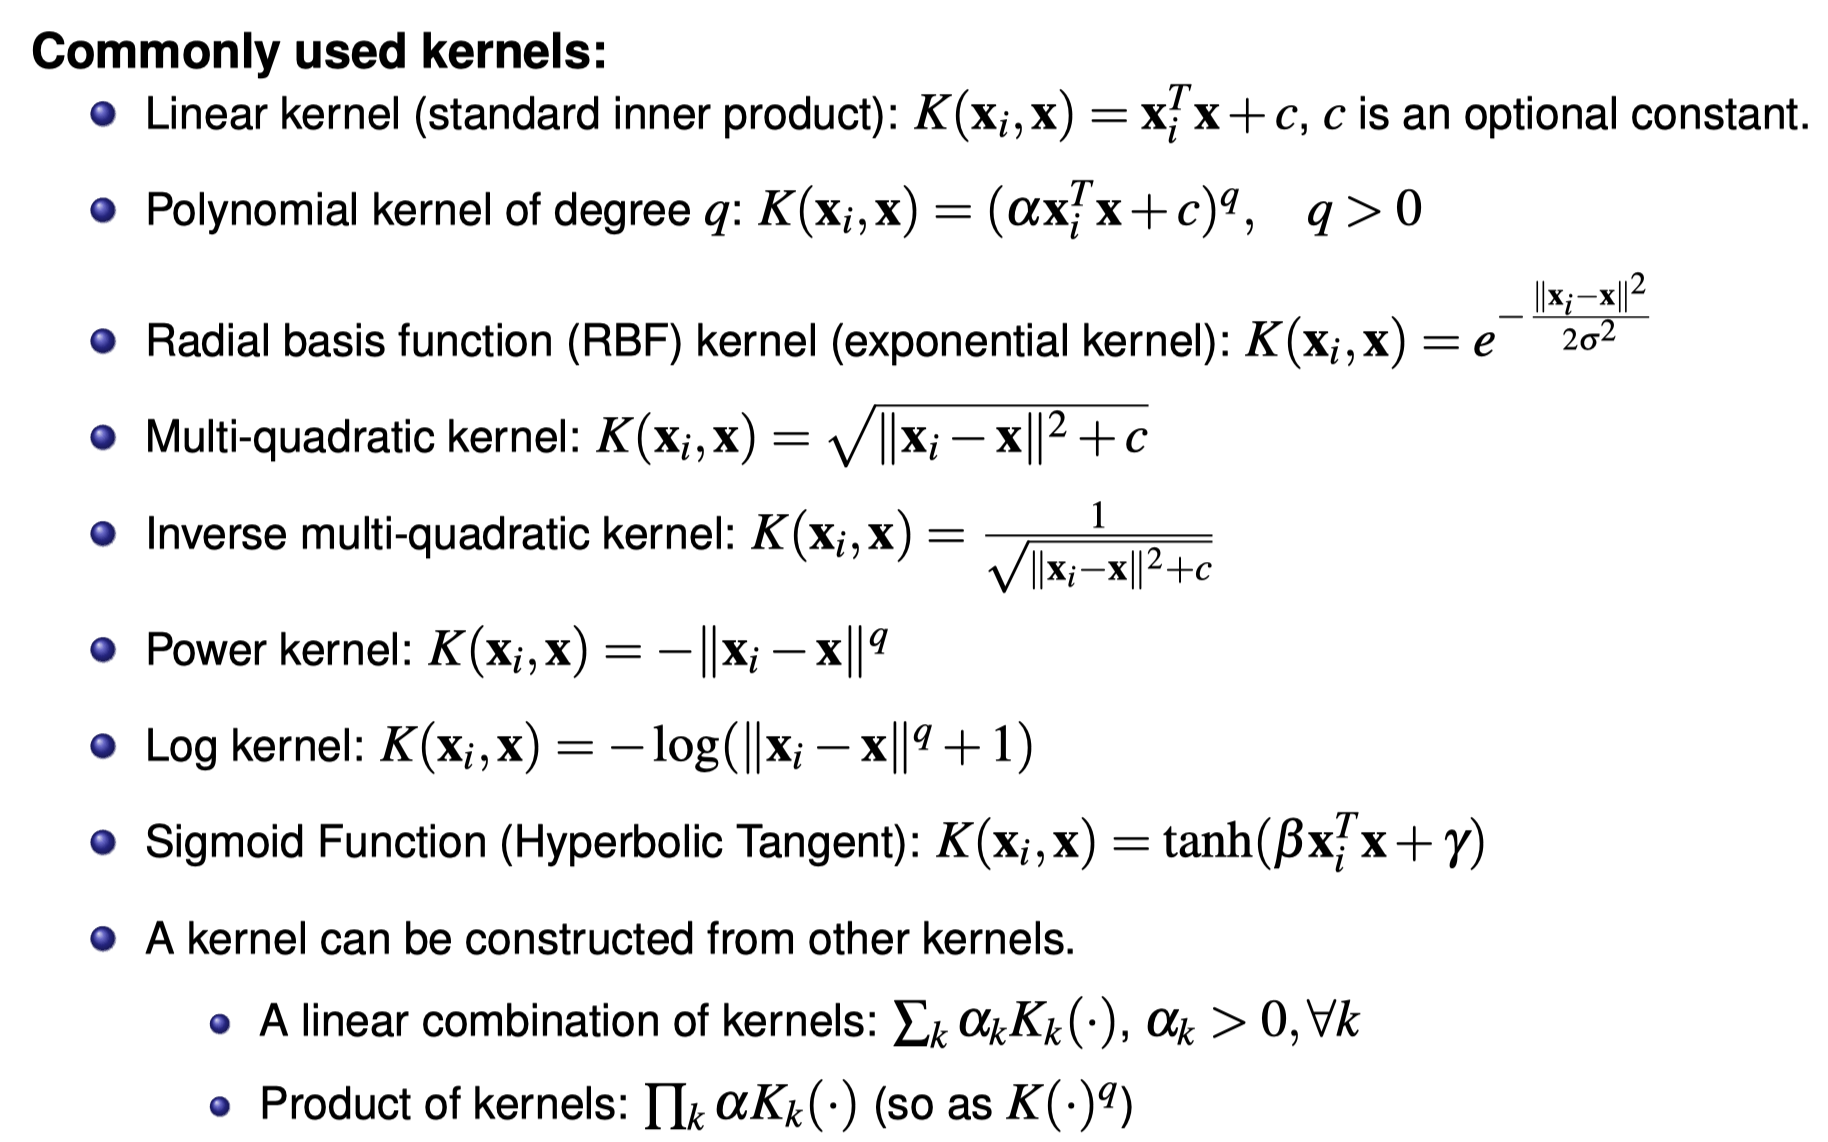 Commonly used kernels:
Linear kernel (standard inner product): $K(\mathbf{x}_i, \mathbf{x}) = \mathbf{x}_i^T \mathbf{x} + c$, $c$ is an optional constant.
Polynomial kernel of degree $q$: $K(\mathbf{x}_i, \mathbf{x}) = (\alpha \mathbf{x}_i^T \mathbf{x} + c)^q, \quad q > 0$
Radial basis function (RBF) kernel (exponential kernel): $K(\mathbf{x}_i, \mathbf{x}) = e^{-\frac{\|\mathbf{x}_i - \mathbf{x}\|^2}{2\sigma^2}}$
Multi-quadratic kernel: $K(\mathbf{x}_i, \mathbf{x}) = \sqrt{\|\mathbf{x}_i - \mathbf{x}\|^2 + c}$
Inverse multi-quadratic kernel: $K(\mathbf{x}_i, \mathbf{x}) = \frac{1}{\sqrt{\|\mathbf{x}_i - \mathbf{x}\|^2 + c}}$
Power kernel: $K(\mathbf{x}_i, \mathbf{x}) = -\|\mathbf{x}_i - \mathbf{x}\|^q$
Log kernel: $K(\mathbf{x}_i, \mathbf{x}) = -\log(\|\mathbf{x}_i - \mathbf{x}\|^q + 1)$
Sigmoid Function (Hyperbolic Tangent): $K(\mathbf{x}_i, \mathbf{x}) = \tanh(\beta \mathbf{x}_i^T \mathbf{x} + \gamma)$
A kernel can be constructed from other kernels.
A linear combination of kernels: $\sum_k \alpha_k K_k(\cdot)$, $\alpha_k > 0, \forall k$
Product of kernels: $\prod_k \alpha K_k(\cdot)$ (so as $K(\cdot)^q$)